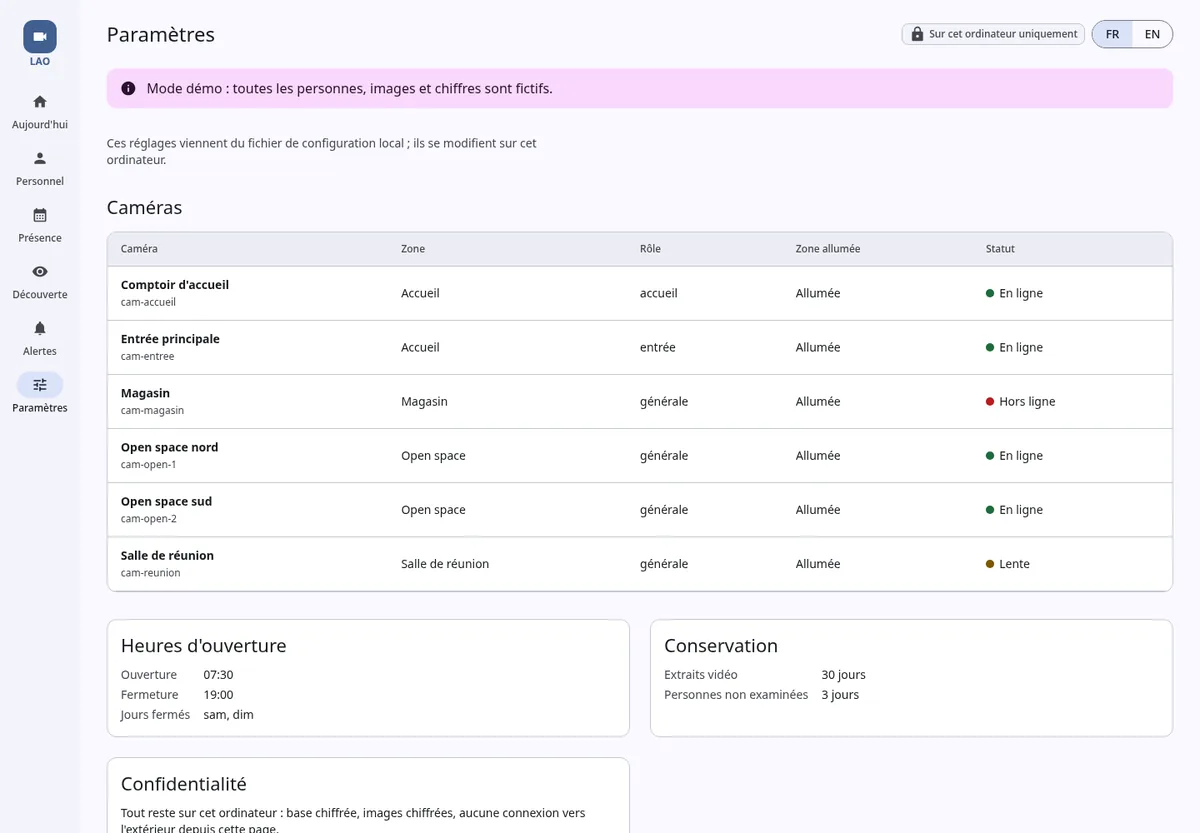 LAO
Aujourd'hui
Personnel
Présence
Découverte
Alertes
Paramètres
Paramètres
Sur cet ordinateur uniquement
FR
EN
Mode démo : toutes les personnes, images et chiffres sont fictifs.
Ces réglages viennent du fichier de configuration local ; ils se modifient sur cet
ordinateur.
Caméras
Caméra Zone Rôle Zone allumée Statut
Comptoir d'accueil
cam-accueil
Accueil accueil Allumée En ligne
Entrée principale
cam-entree
Accueil entrée Allumée En ligne
Magasin
cam-magasin
Magasin générale Allumée Hors ligne
Open space nord
cam-open-1
Open space générale Allumée En ligne
Open space sud
cam-open-2
Open space générale Allumée En ligne
Salle de réunion
cam-reunion
Salle de réunion générale Allumée Lente
Heures d'ouverture
Ouverture 07:30
Fermeture 19:00
Jours fermés sam, dim
Conservation
Extraits vidéo 30 jours
Personnes non examinées 3 jours
Confidentialité
Tout reste sur cet ordinateur : base chiffrée, images chiffrées, aucune connexion vers
l'extérieur depuis cette page.